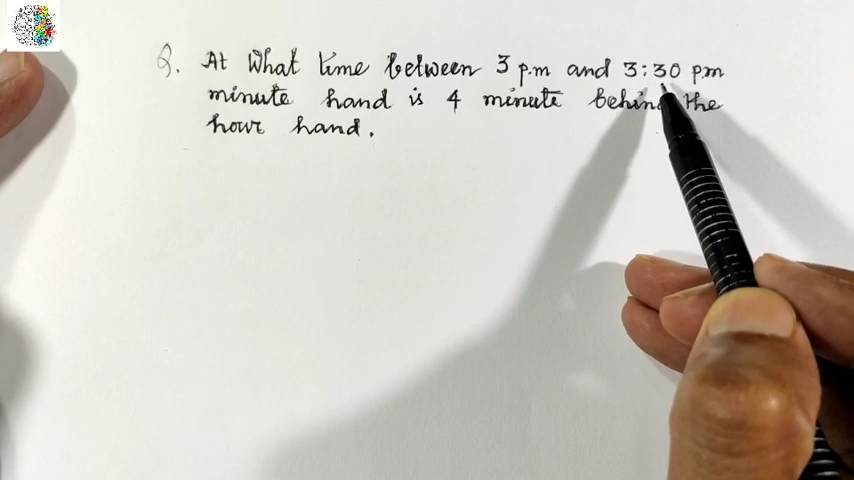 Q. At What time between 3 p.m and 3:30 p.m
minute hand is 4 minute behind the
hour hand.